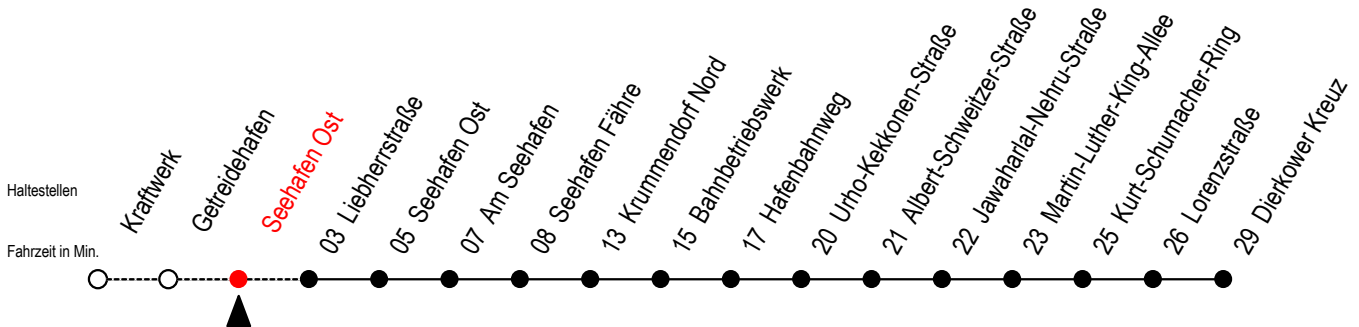 Haltestellen
Fahrzeit in Min.
Kraftwerk
Getreidehafen
Seehafen Ost
03 Liebherrstraße
05 Seehafen Ost
07 Am Seehafen
08 Seehafen Fähre
13 Krummendorf Nord
15 Bahnbetriebswerk
17 Hafenbahnweg
20 Urho-Kekkonen-Straße
21 Albert-Schweitzer-Straße
22 Jawaharlal-Nehru-Straße
23 Martin-Luther-King-Allee
25 Kurt-Schumacher-Ring
26 Lorenzstraße
29 Dierkower Kreuz